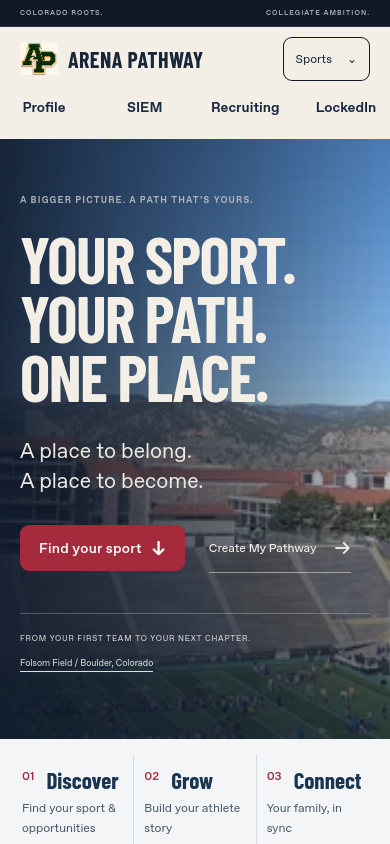 COLORADO ROOTS.
COLLEGIATE AMBITION.
AP
ARENA PATHWAY
Sports
Profile
SIEM
Recruiting
LockedIn
A BIGGER PICTURE. A PATH THAT'S YOURS.
YOUR SPORT.
YOUR PATH.
ONE PLACE.
A place to belong.
A place to become.
Find your sport ↓
Create My Pathway →
FROM YOUR FIRST TEAM TO YOUR NEXT CHAPTER.
Folsom Field / Boulder, Colorado
01 Discover
Find your sport &
opportunities
02 Grow
Build your athlete
story
03 Connect
Your family, in
sync